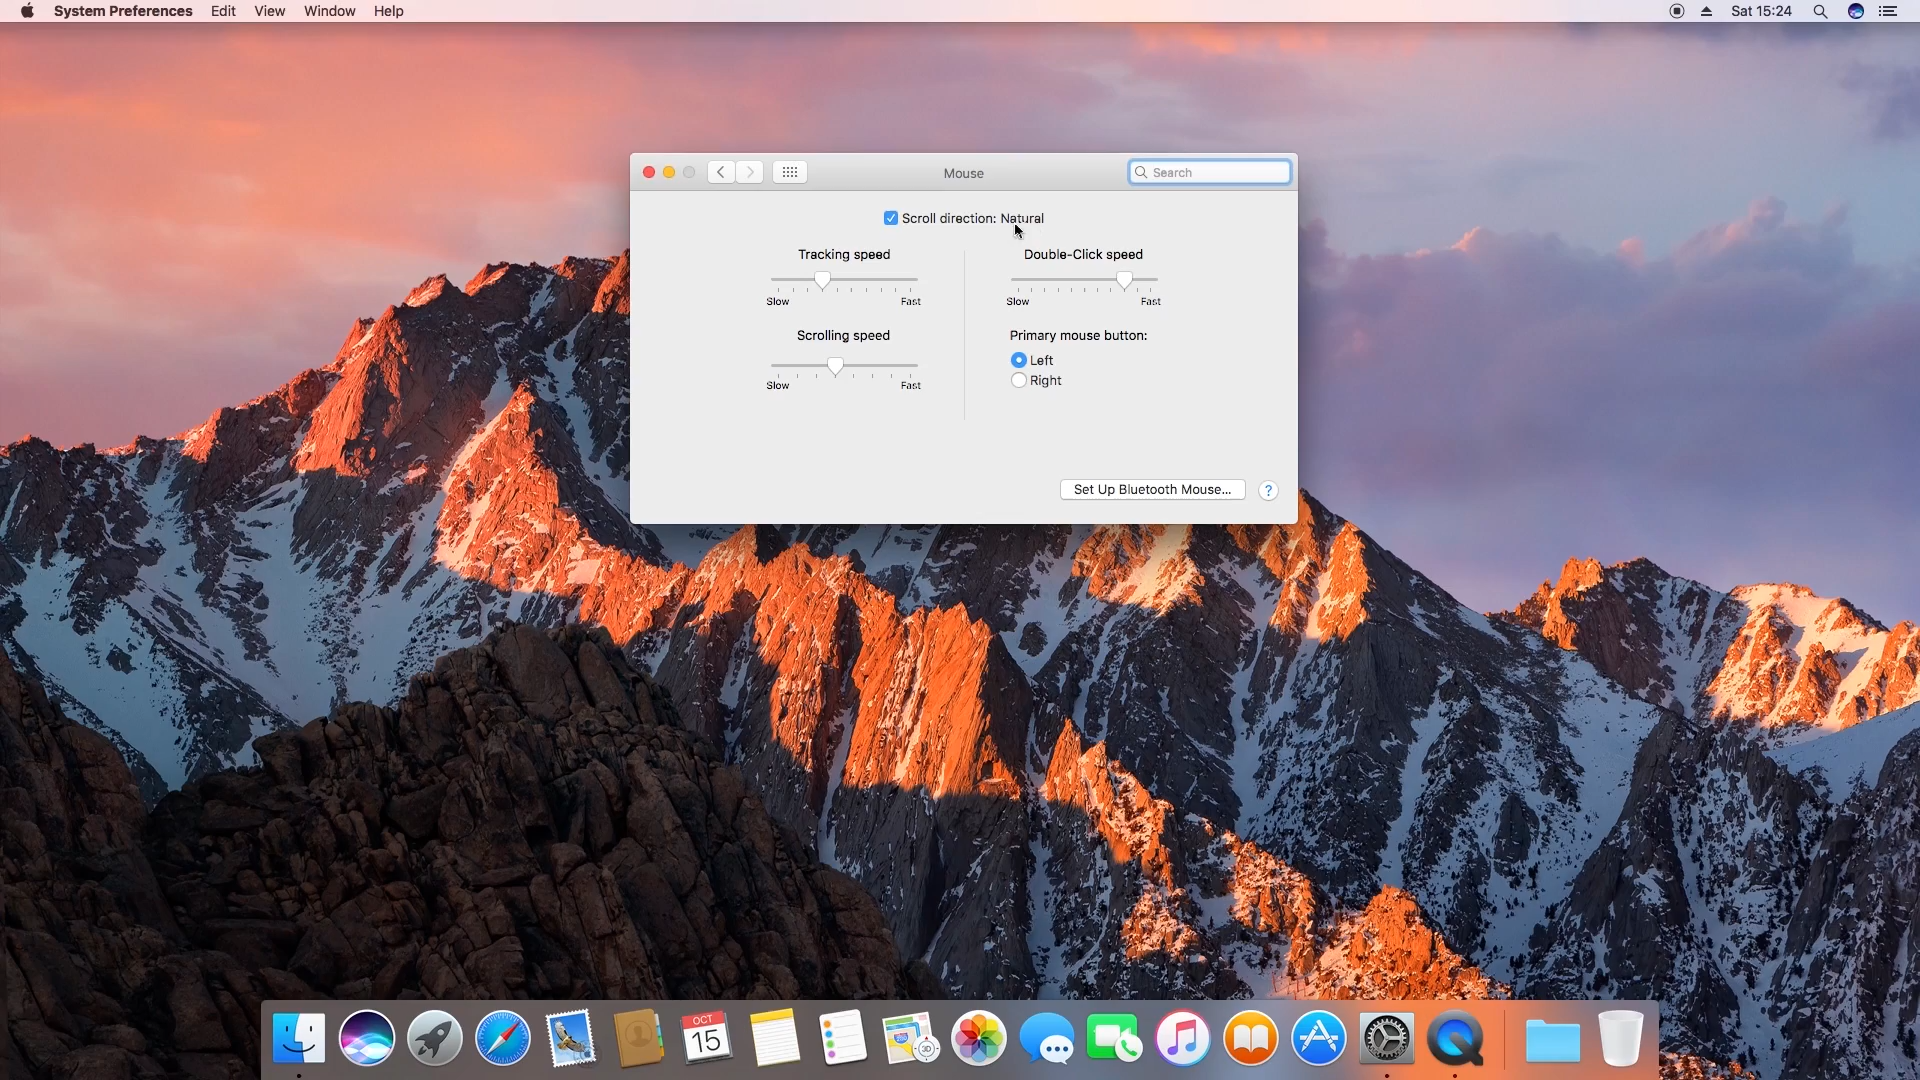 System Preferences Edit View Window Help Sat 15:24
Mouse Search
Scroll direction: Natural
Tracking speed
Slow Fast
Scrolling speed
Slow Fast
Double-Click speed
Slow Fast
Primary mouse button:
Left
Right
Set Up Bluetooth Mouse... ?
OCT
15
3D